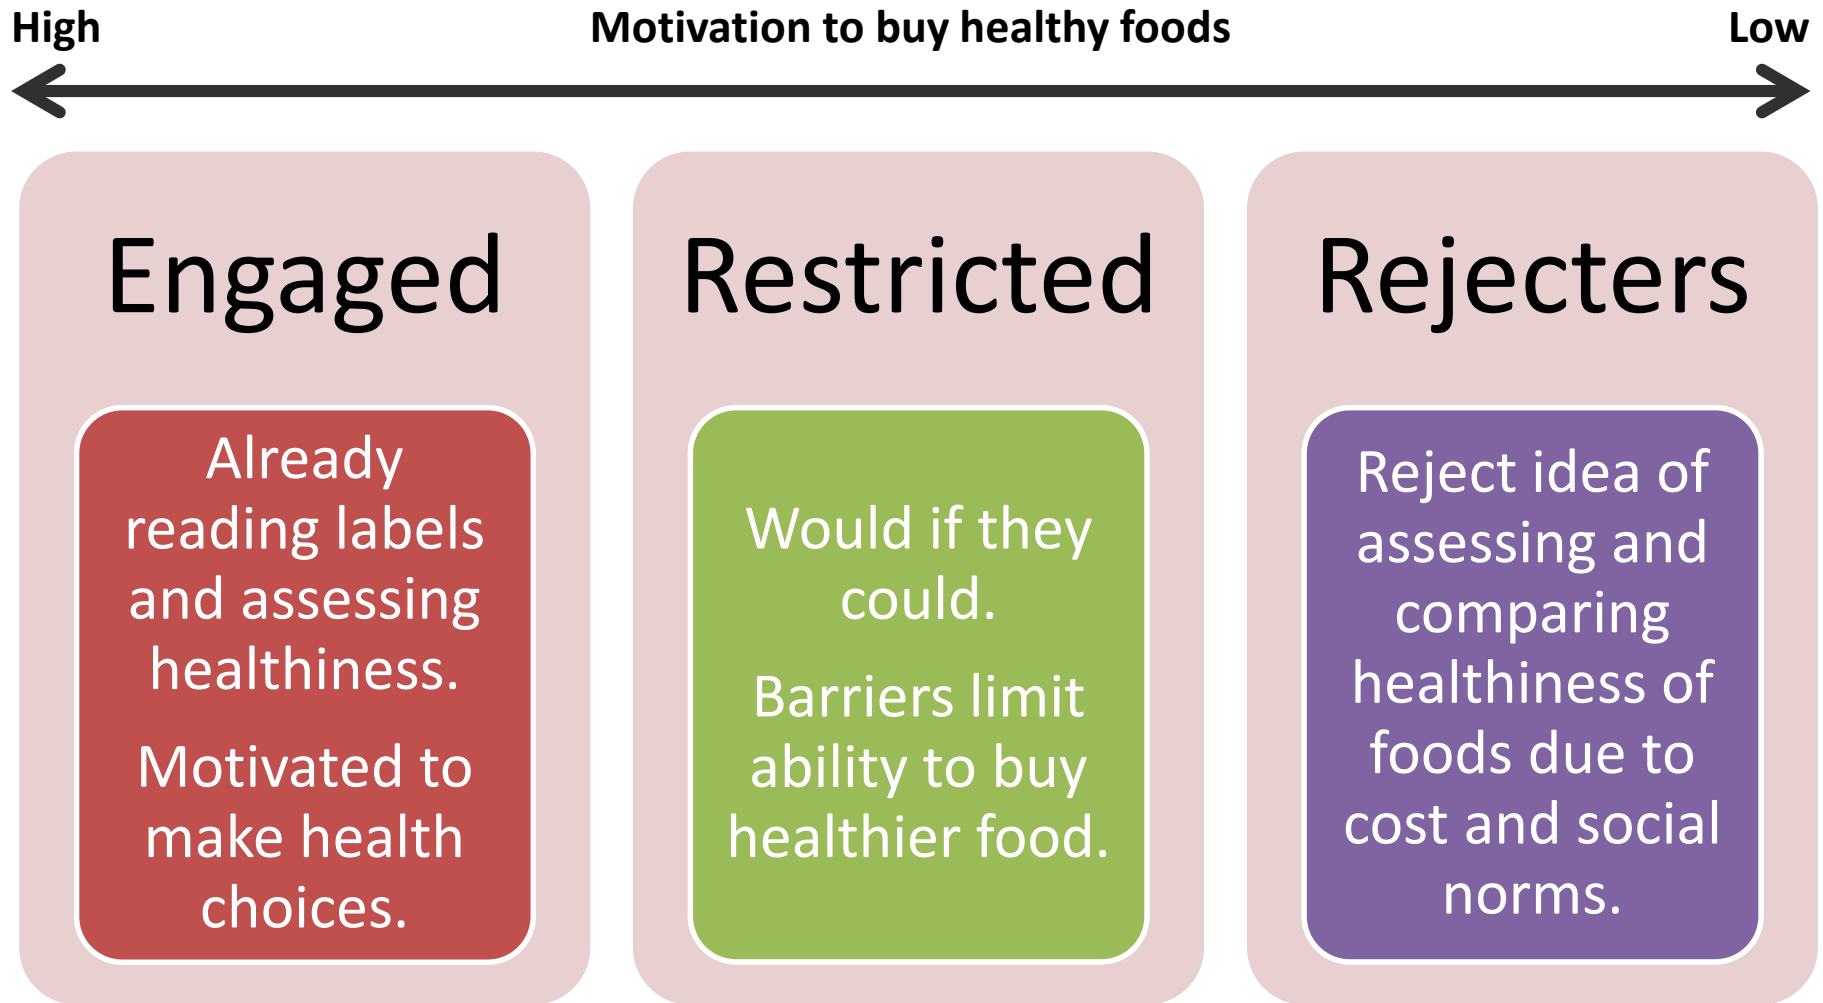 High Motivation to buy healthy foods Low
Engaged
Already
reading labels
and assessing
healthiness.
Motivated to
make health
choices.
Restricted
Would if they
could.
Barriers limit
ability to buy
healthier food.
Rejecters
Reject idea of
assessing and
comparing
healthiness of
foods due to
cost and social
norms.